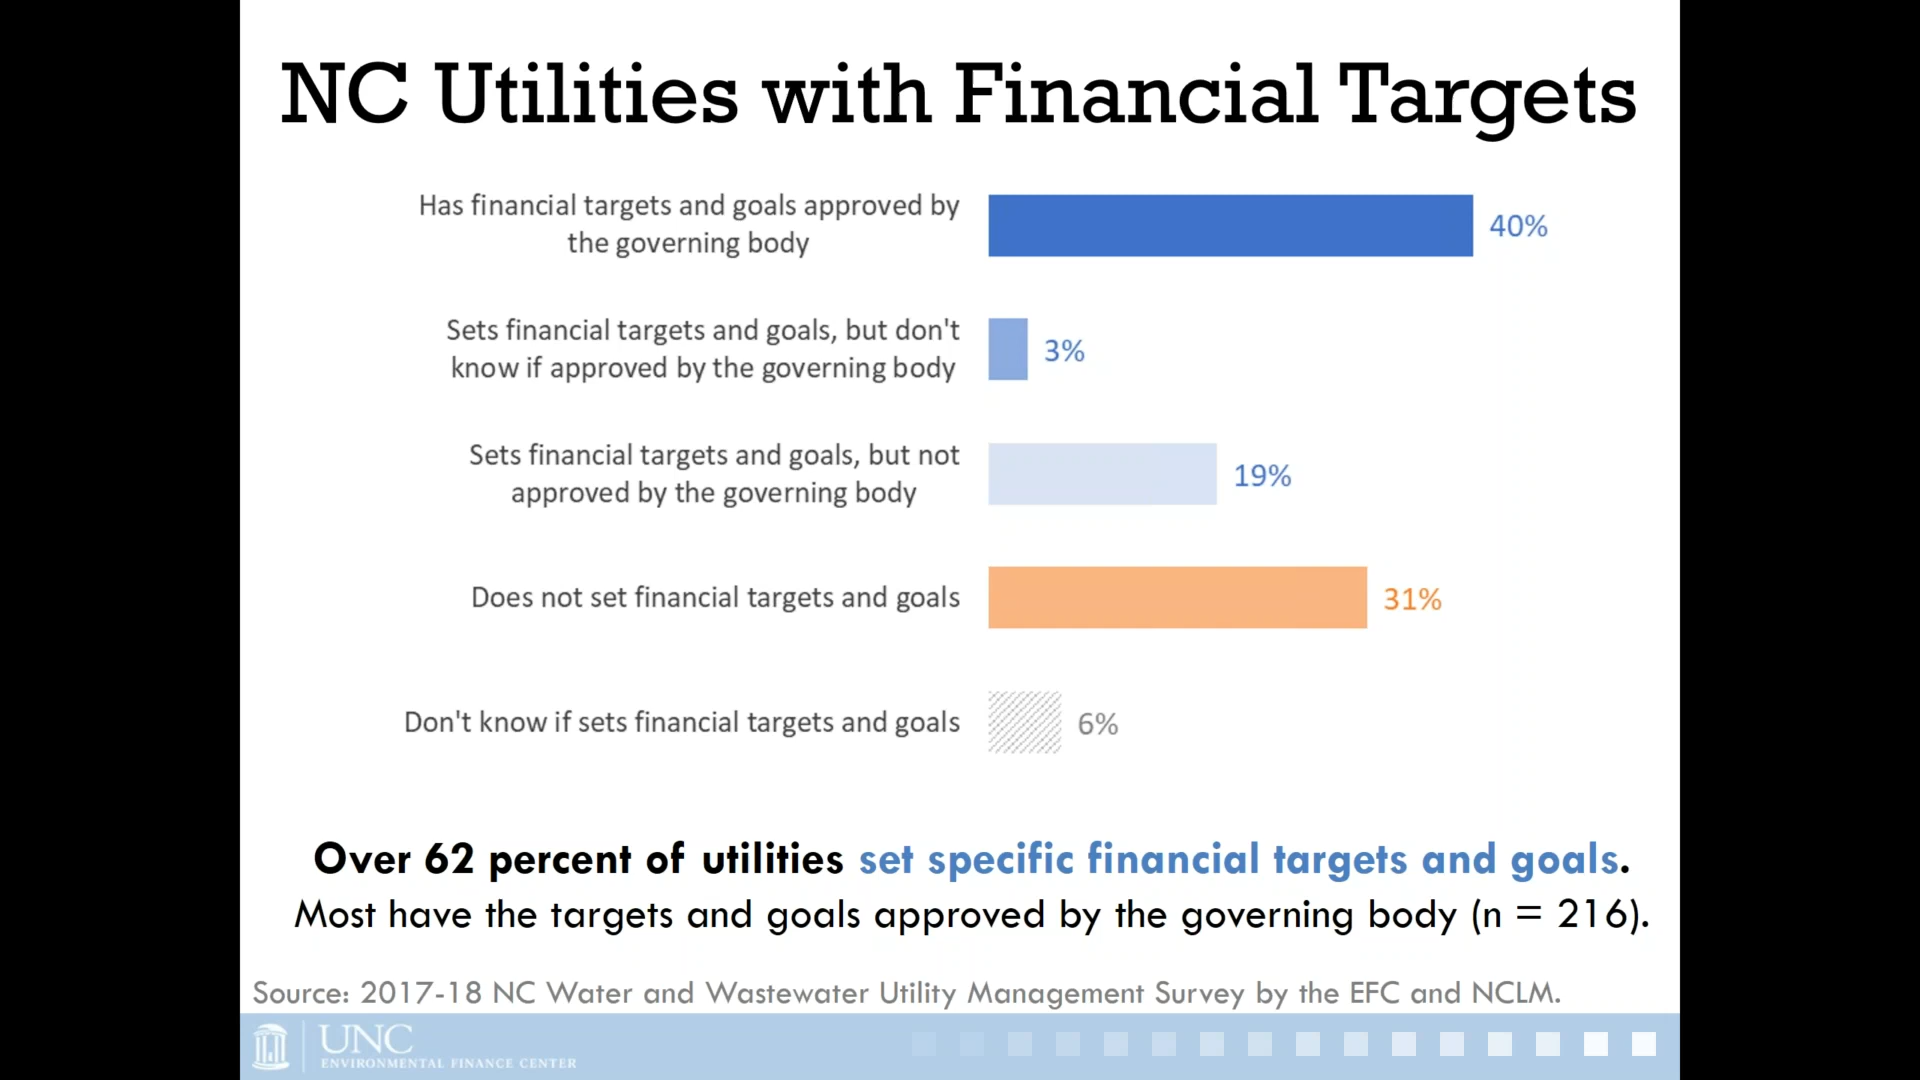 NC Utilities with Financial Targets
Has financial targets and goals approved by
the governing body
40%
Sets financial targets and goals, but don't
know if approved by the governing body
3%
Sets financial targets and goals, but not
approved by the governing body
19%
Does not set financial targets and goals
31%
Don't know if sets financial targets and goals
6%
Over 62 percent of utilities set specific financial targets and goals.
Most have the targets and goals approved by the governing body (n = 216).
Source: 2017-18 NC Water and Wastewater Utility Management Survey by the EFC and NCLM.
UNC
ENVIRONMENTAL FINANCE CENTER